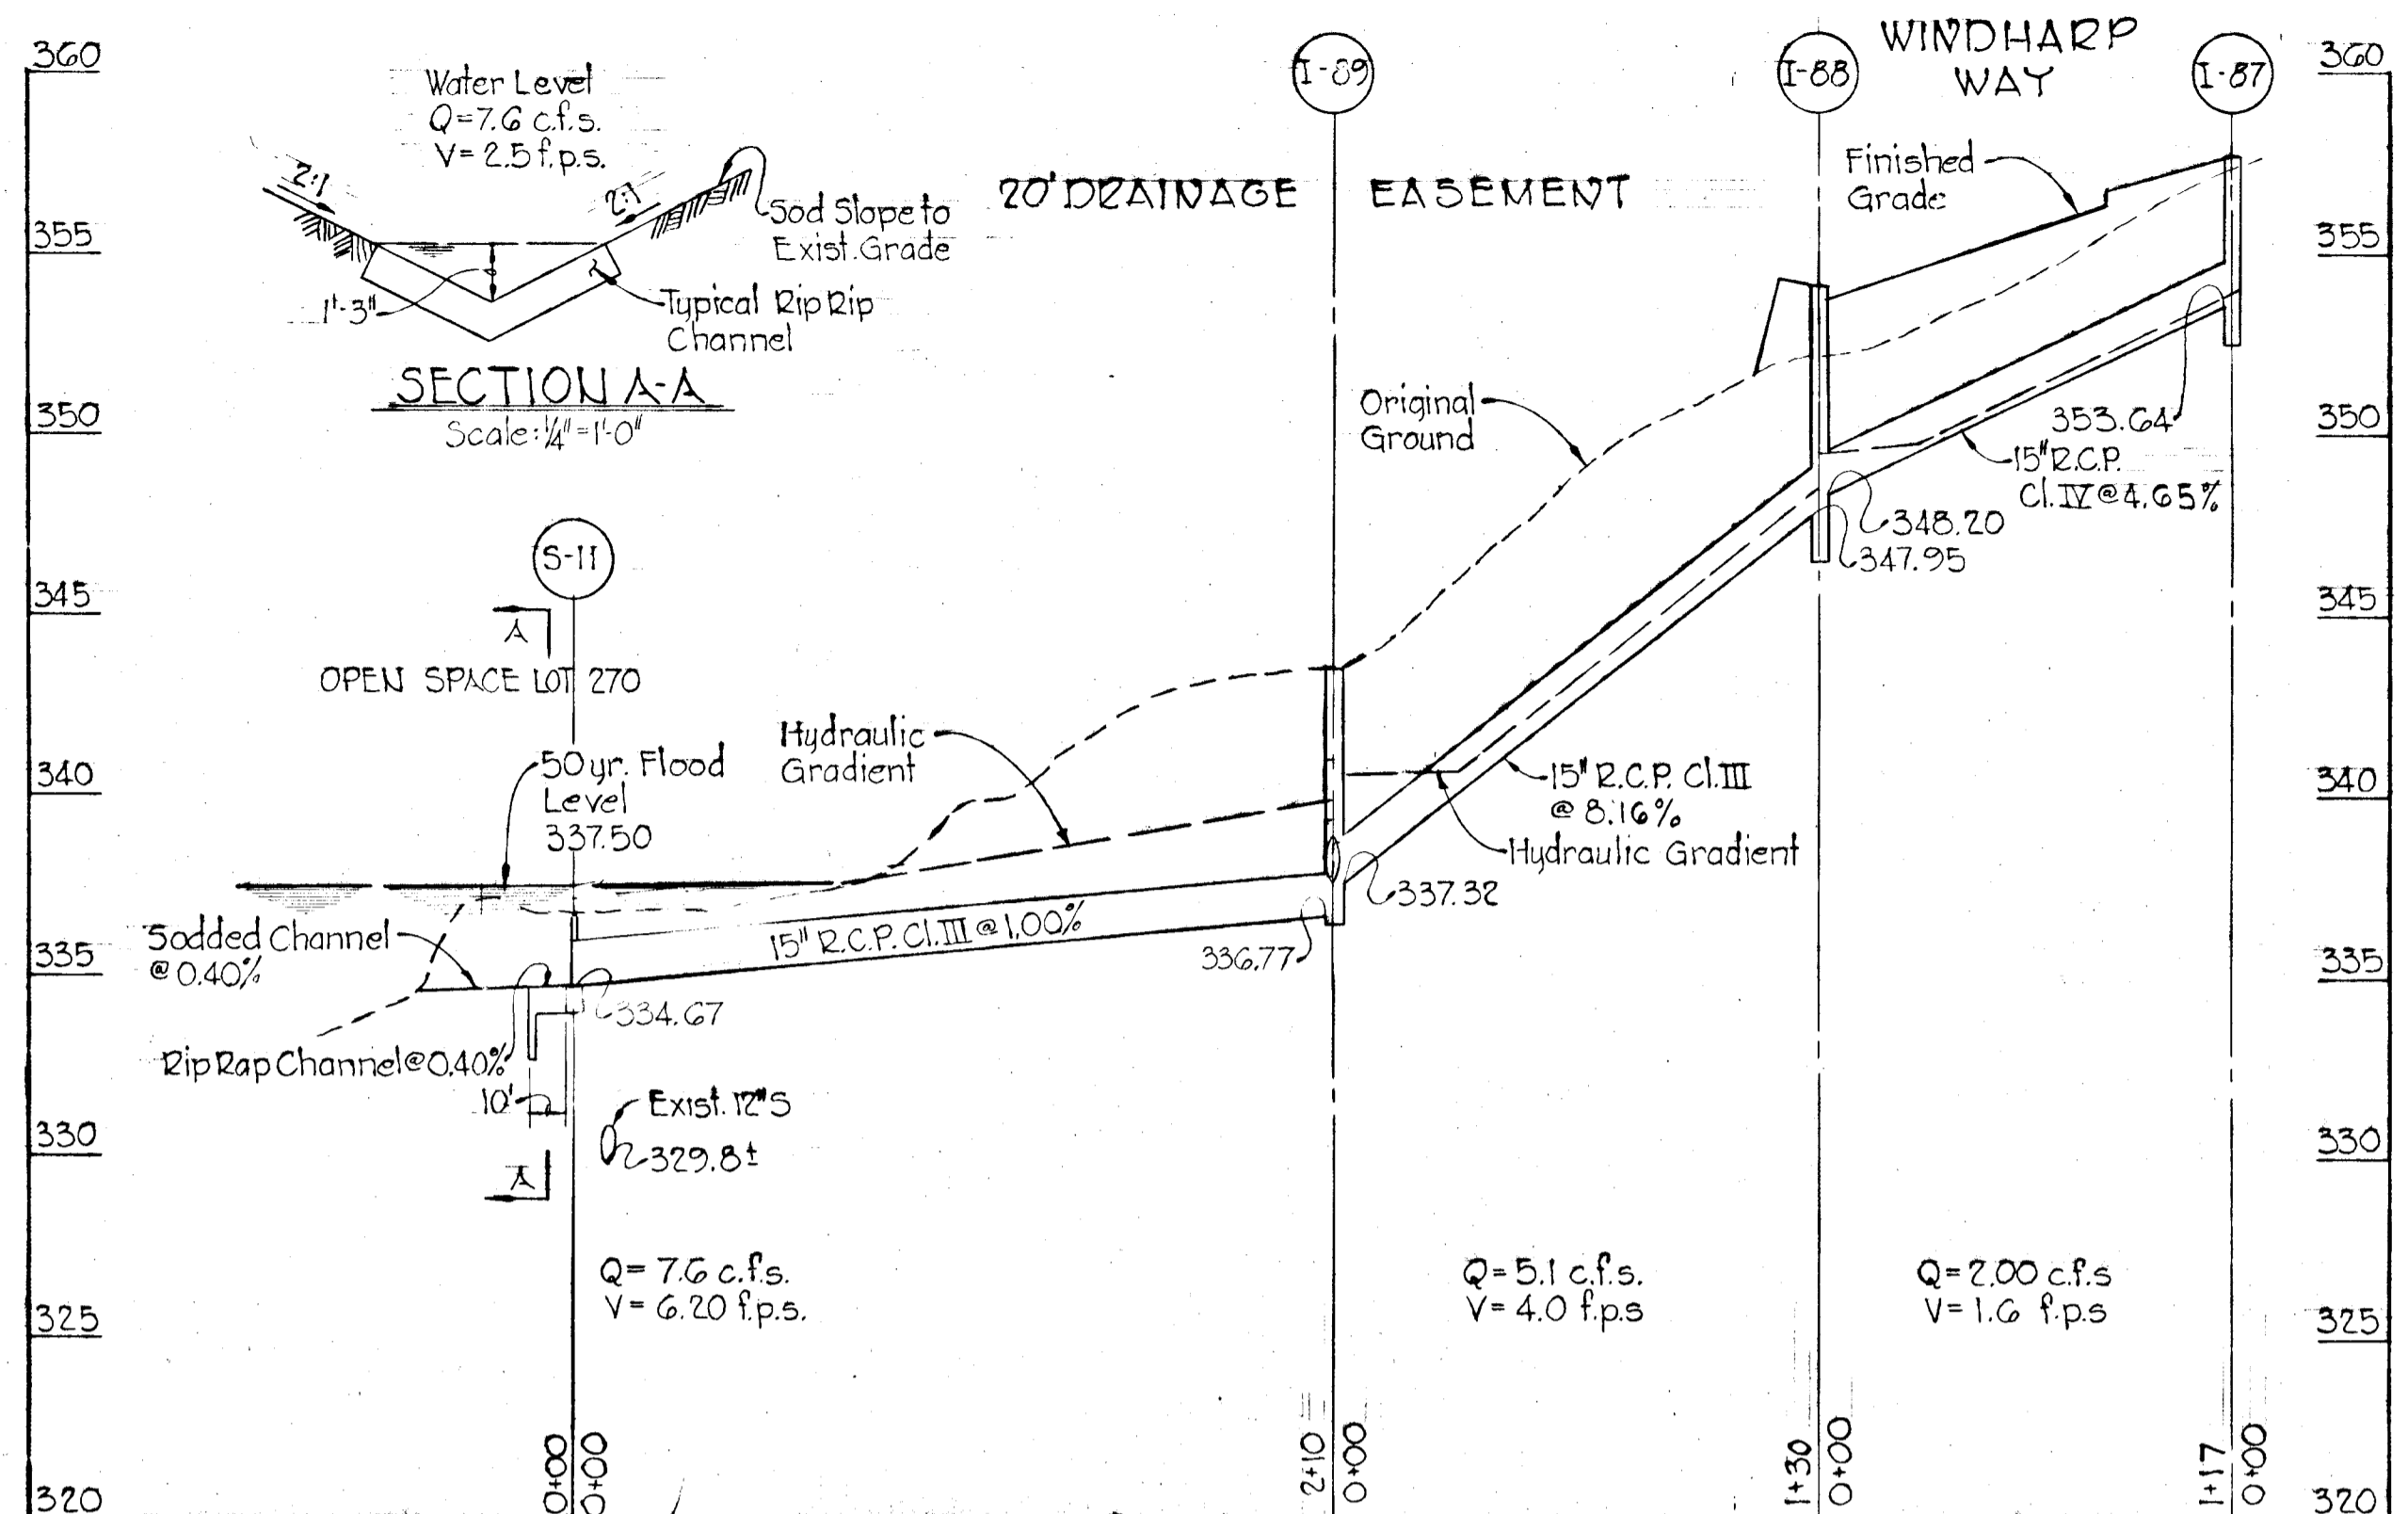 WINDHARP
WAY
I-89
I-88
I-87
360
360
Water Level
Q=7.6 c.f.s.
V=2.5 f.p.s.
2:1
2:1
Sod Slope to
Exist. Grade
1'-3"
Typical Rip Rip
Channel
SECTION A-A
Scale: 1/4"=1'-0"
20' DRAINAGE EASEMENT
Finished
Grade
355
355
350
350
Original
Ground
353.64
15" R.C.P.
Cl. IV @ 4.65%
348.20
347.95
S-11
345
345
A
OPEN SPACE LOT 270
50 yr. Flood
Level
337.50
Hydraulic
Gradient
340
340
15" R.C.P. Cl. III
@ 8.16%
Hydraulic Gradient
337.32
Sodded Channel
@ 0.40%
15" R.C.P. Cl. III @ 1.00%
336.77
335
335
334.67
Rip Rap Channel @ 0.40%
10'
Exist. 12" S
329.8±
330
330
A
Q= 7.6 c.f.s.
V= 6.20 f.p.s.
Q= 5.1 c.f.s.
V= 4.0 f.p.s
Q= 2.00 c.f.s
V= 1.6 f.p.s
325
325
0+00
0+00
2+10
0+00
1+30
0+00
1+17
0+00
320
320